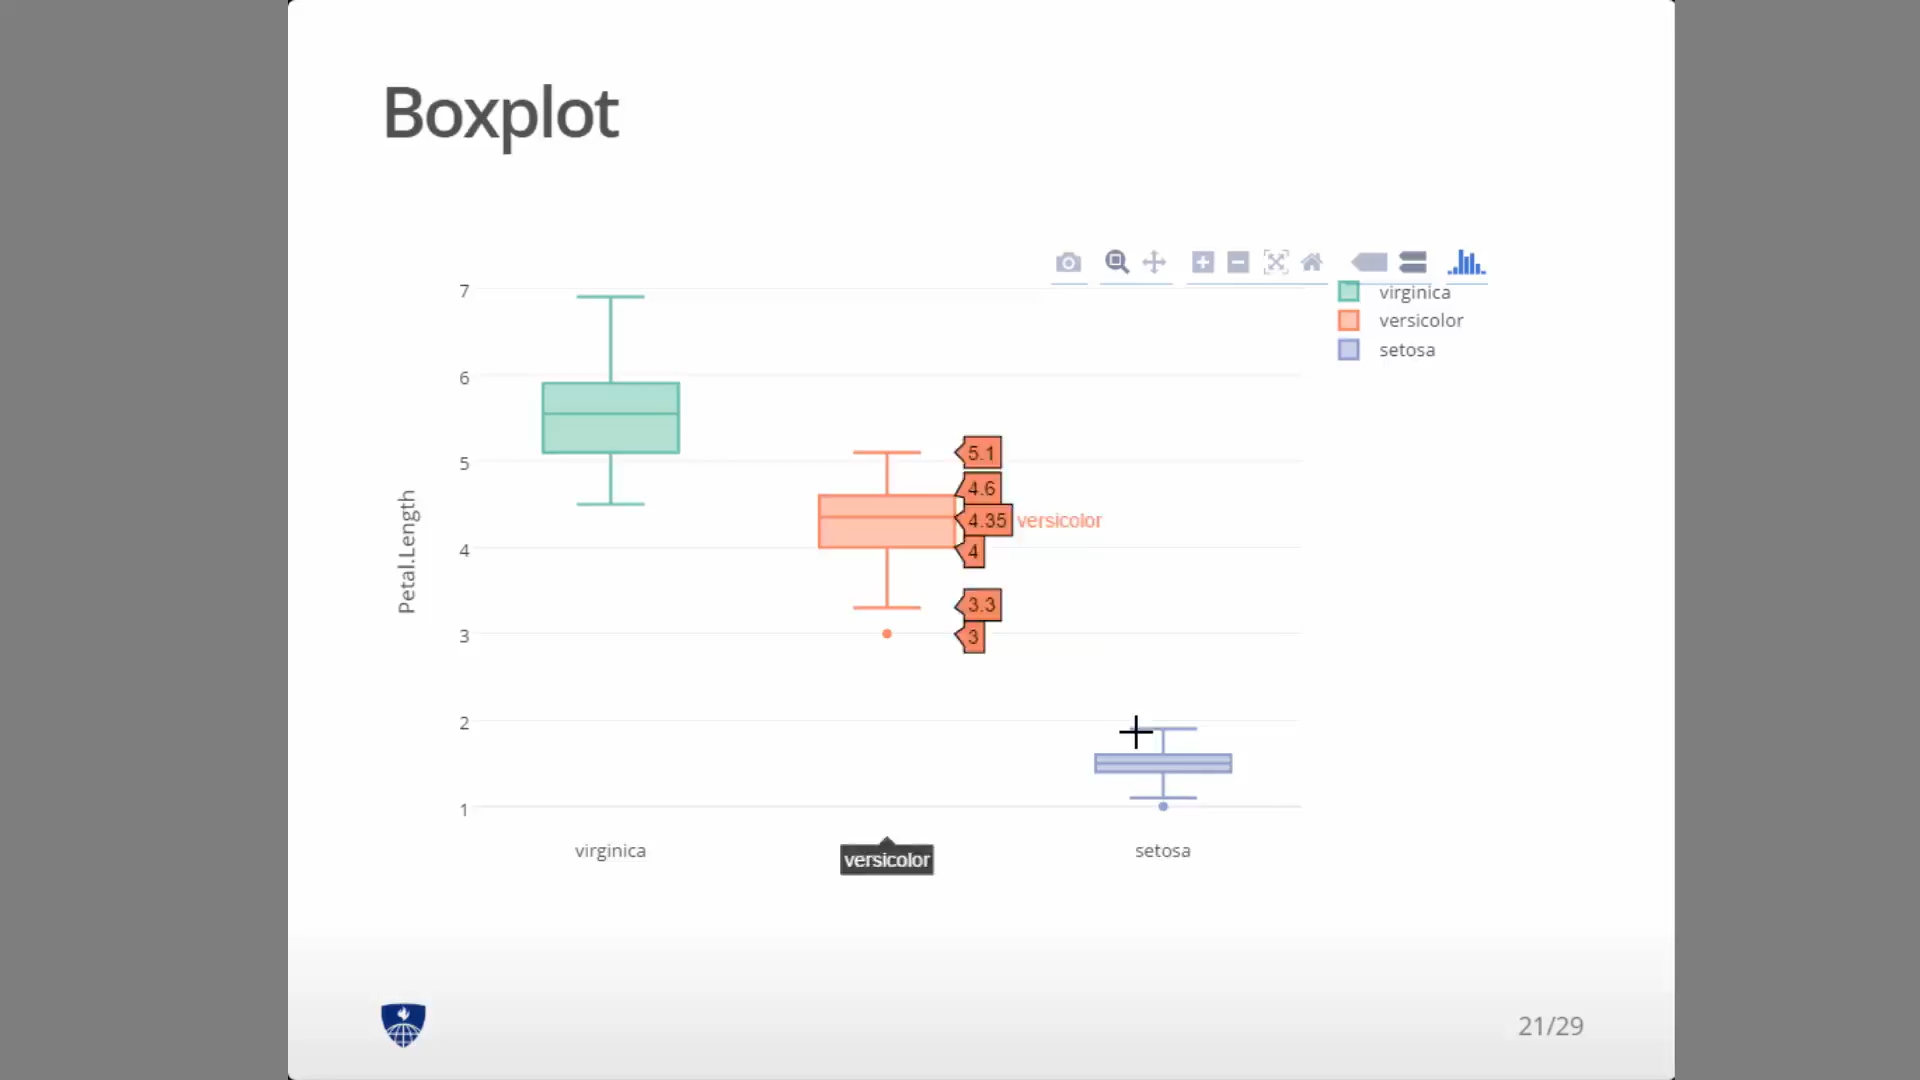 Boxplot
virginica
versicolor
setosa
7
6
5
4
3
2
1
Petal.Length
5.1
4.6
4.35 versicolor
4
3.3
3
virginica
versicolor
setosa
21/29